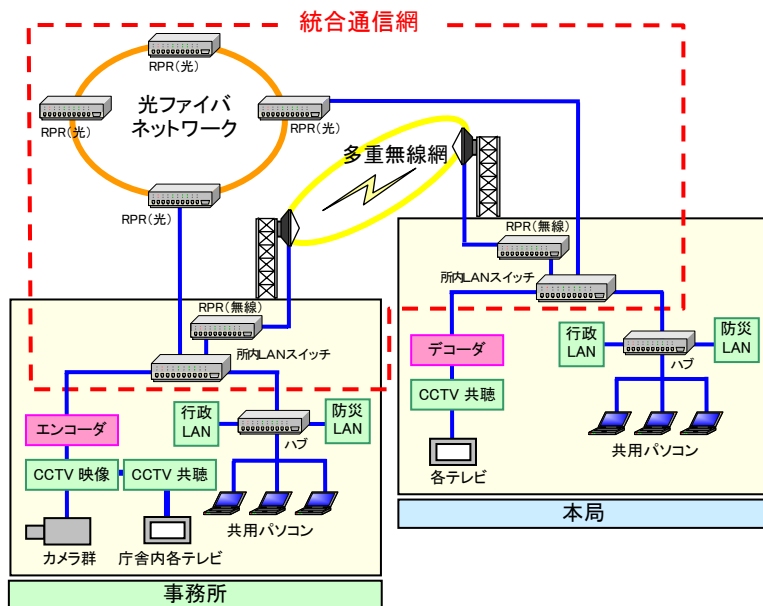 統合通信網
RPR(光)
RPR(光)
光ファイバ
ネットワーク
RPR(光)
RPR(光)
多重無線網
RPR(無線)
所内LANスイッチ
デコーダ
行政
LAN
防災
LAN
ハブ
CCTV 共聴
共用パソコン
各テレビ
本局
RPR(無線)
所内LANスイッチ
エンコーダ
行政
LAN
防災
LAN
ハブ
CCTV 映像
CCTV 共聴
共用パソコン
カメラ群
庁舎内各テレビ
事務所